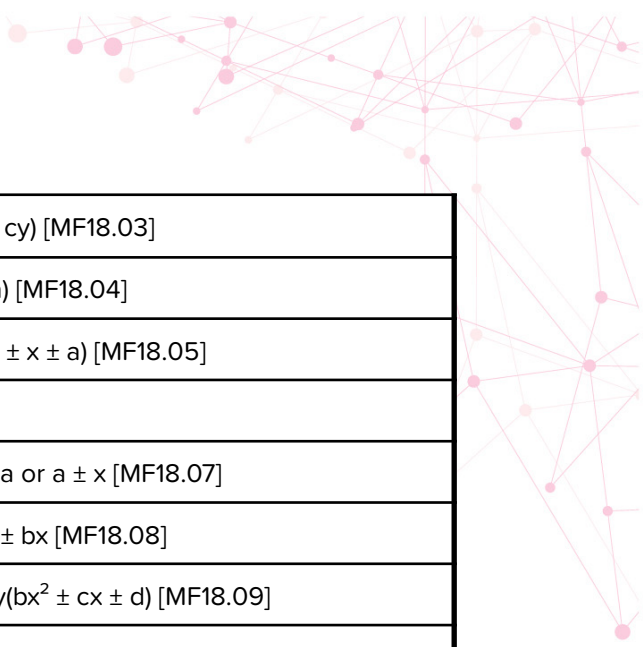 cy) [MF18.03]
) [MF18.04]
± x ± a) [MF18.05]
a or a ± x [MF18.07]
± bx [MF18.08]
(bx² ± cx ± d) [MF18.09]